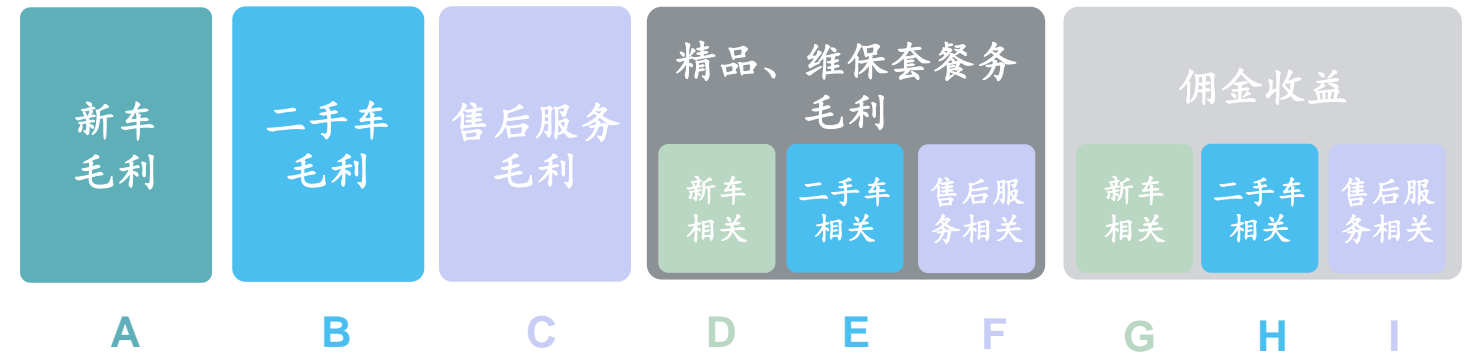 新车
毛利
二手车
毛利
售后服务
毛利
精品、维保套餐务
毛利
新车
相关
二手车
相关
售后服
务相关
佣金收益
新车
相关
二手车
相关
售后服
务相关
A
B
C
D
E
F
G
H
I